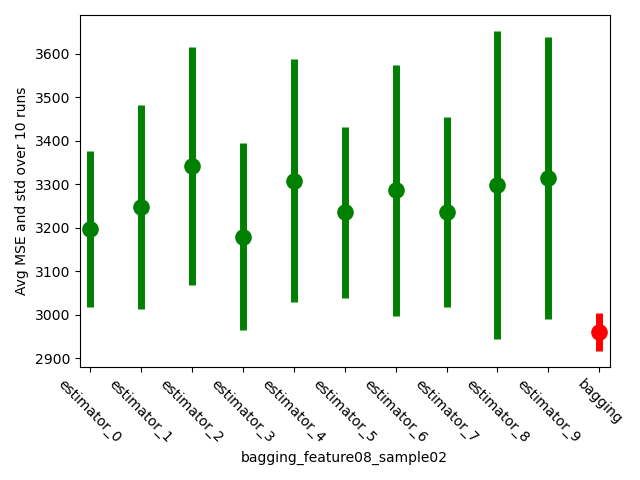 Avg MSE and std over 10 runs
3600
3500
3400
3300
3200
3100
3000
2900
estimator_0
estimator_1
estimator_2
estimator_3
estimator_4
estimator_5
estimator_6
estimator_7
estimator_8
estimator_9
bagging
bagging_feature08_sample02